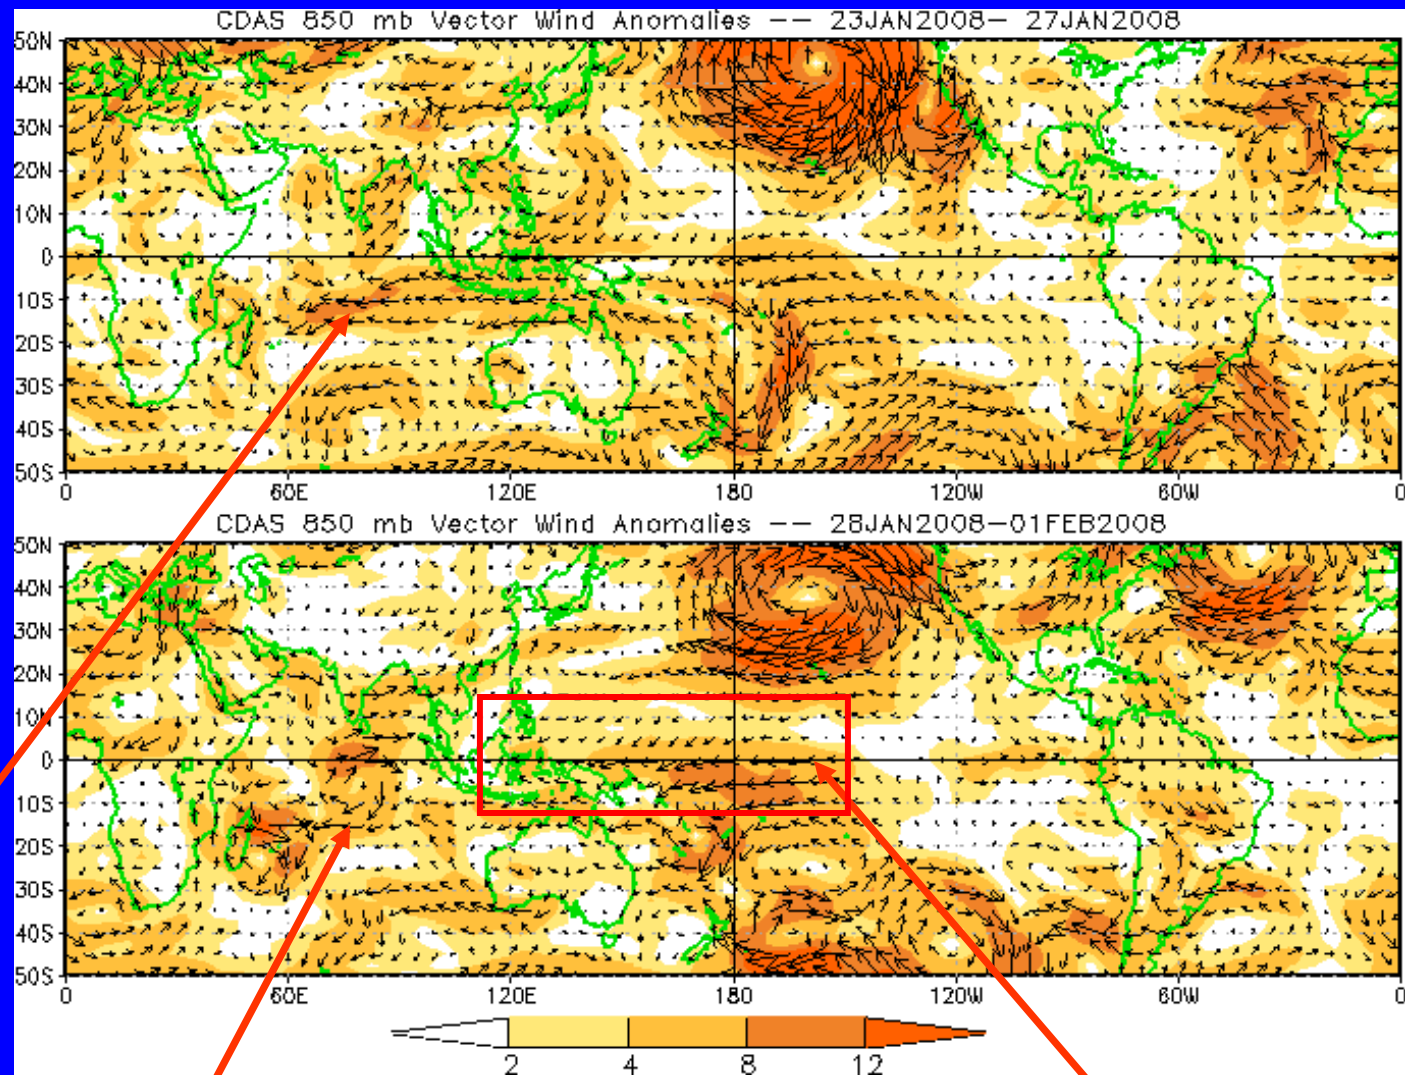 CDAS 850 mb Vector Wind Anomalies -- 23JAN2008- 27JAN2008
50N
40N
30N
20N
10N
0
10S
20S
30S
40S
50S
0 60E 120E 180 120W 60W 0
CDAS 850 mb Vector Wind Anomalies -- 28JAN2008-01FEB2008
50N
40N
30N
20N
10N
0
10S
20S
30S
40S
50S
0 60E 120E 180 120W 60W 0
2 4 8 12